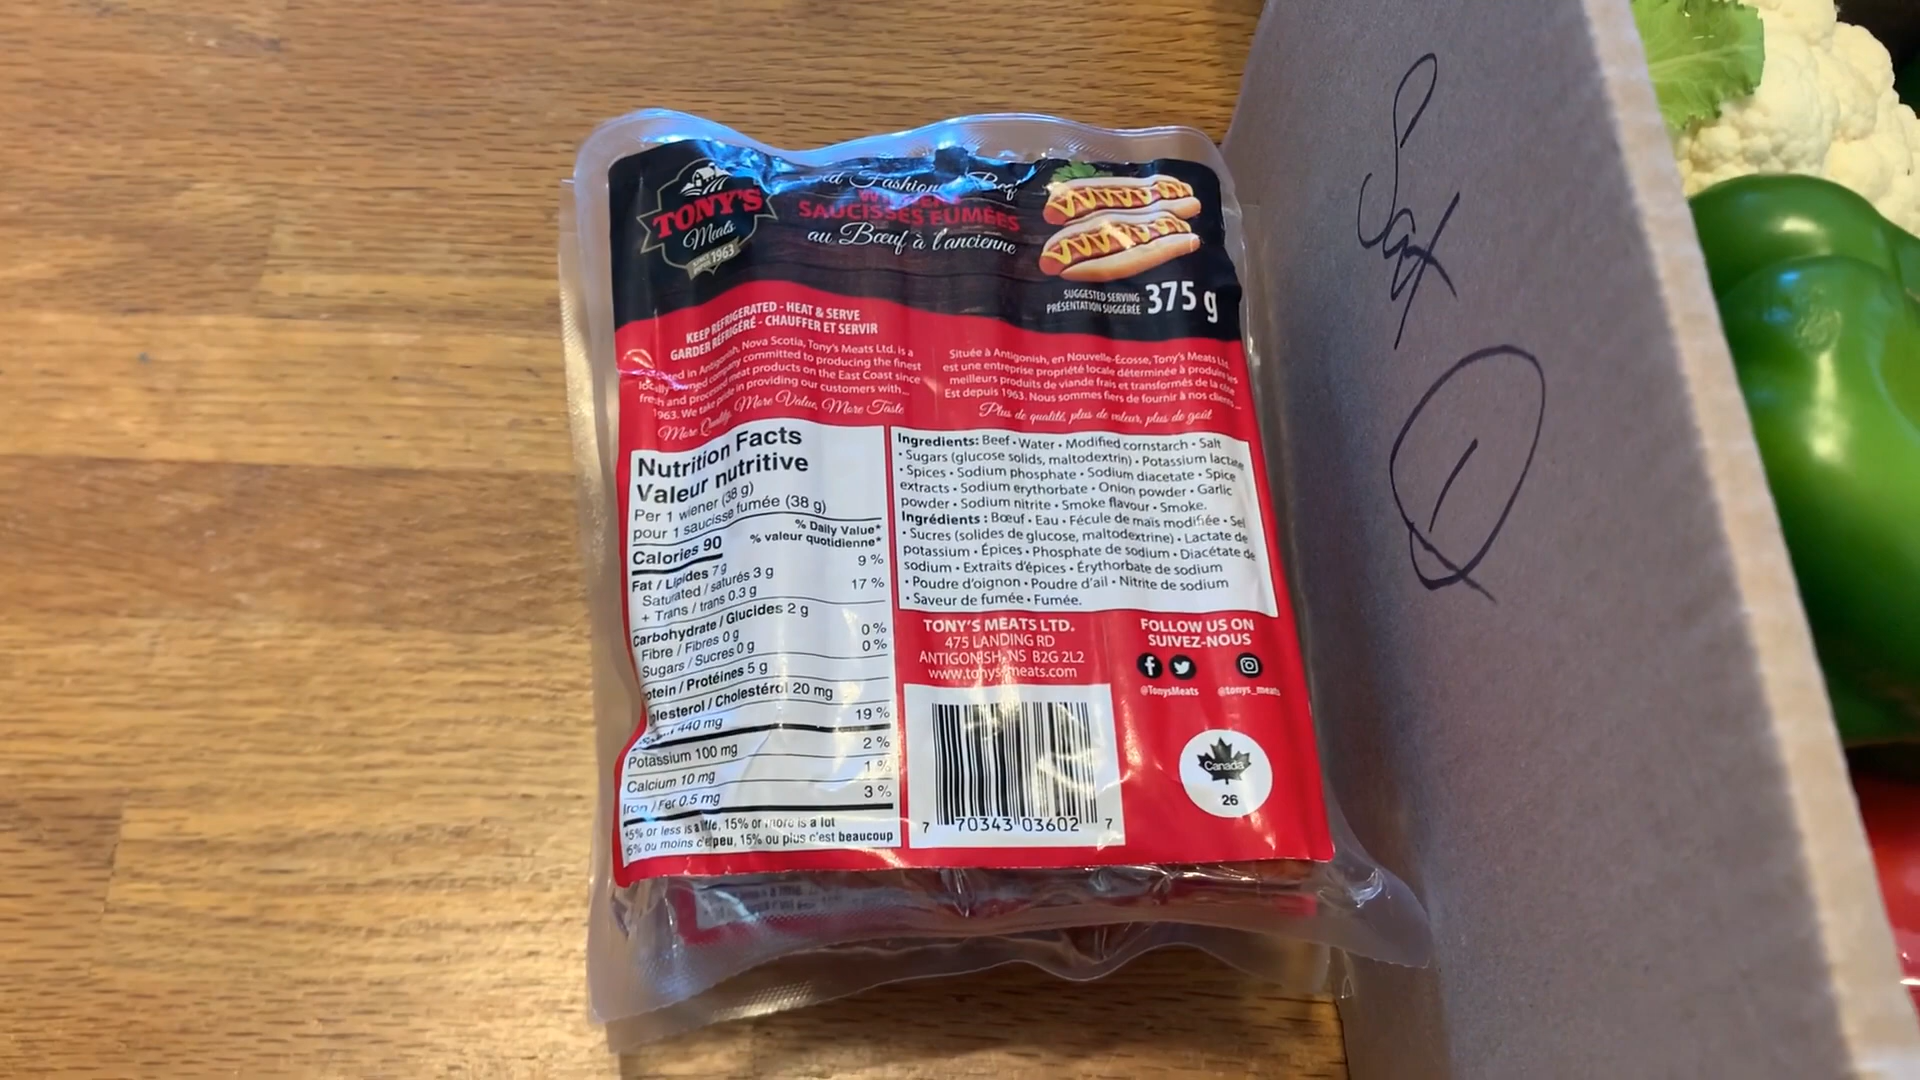 TONY'S
Meats
SINCE DEPUIS 1963
Fashion
SAUCISSES FUMÉES
au Bœuf à l'ancienne
SUGGESTED SERVING
PRÉSENTATION SUGGÉRÉE
375 g
KEEP REFRIGERATED - HEAT & SERVE
GARDER RÉFRIGÉRÉ - CHAUFFER ET SERVIR
in Antigonish, Nova Scotia, Tony's Meats Ltd. is a
locally owned company committed to producing the finest
fresh and processed meat products on the East Coast since
1963. We take pride in providing our customers with...
More Quality, More Value, More Taste
Située à Antigonish, en Nouvelle-Écosse, Tony's Meats Ltd.
est une entreprise propriété locale déterminée à produire les
meilleurs produits de viande frais et transformés de la côte
Est depuis 1963. Nous sommes fiers de fournir à nos clients...
Plus de qualité, plus de valeur, plus de goût
Nutrition Facts
Valeur nutritive
Per 1 wiener (38 g)
pour 1 saucisse fumée (38 g)
% Daily Value*
% valeur quotidienne*
Calories 90
Fat / Lipides 7 g 9 %
Saturated / saturés 3 g 17 %
+ Trans / trans 0.3 g
Carbohydrate / Glucides 2 g
Fibre / Fibres 0 g 0 %
Sugars / Sucres 0 g 0 %
otein / Protéines 5 g
olesterol / Cholestérol 20 mg
440 mg 19 %
Potassium 100 mg 2 %
Calcium 10 mg 1 %
Iron / Fer 0.5 mg 3 %
*5% or less is a little, 15% or more is a lot
*5% ou moins c'est peu, 15% ou plus c'est beaucoup
Ingredients: Beef • Water • Modified cornstarch • Salt
• Sugars (glucose solids, maltodextrin) • Potassium lactate
• Spices • Sodium phosphate • Sodium diacetate • Spice
extracts • Sodium erythorbate • Onion powder • Garlic
powder • Sodium nitrite • Smoke flavour • Smoke.
Ingrédients : Bœuf • Eau • Fécule de maïs modifiée • Sel
• Sucres (solides de glucose, maltodextrine) • Lactate de
potassium • Épices • Phosphate de sodium • Diacétate de
sodium • Extraits d'épices • Érythorbate de sodium
• Poudre d'oignon • Poudre d'ail • Nitrite de sodium
• Saveur de fumée • Fumée.
TONY'S MEATS LTD.
475 LANDING RD
ANTIGONISH, NS B2G 2L2
www.tonysmeats.com
FOLLOW US ON
SUIVEZ-NOUS
@TonysMeats @tonys_meats
7 70343 03602 7
Canada
26
Sat